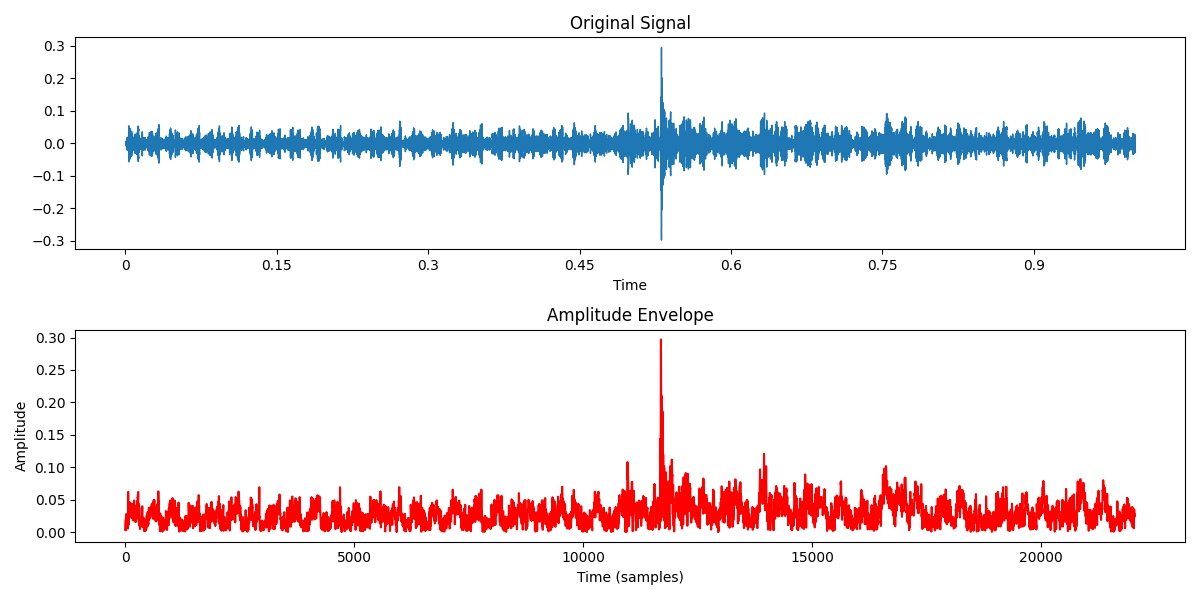 Original Signal
0.3
0.2
0.1
0.0
−0.1
−0.2
−0.3
0 0.15 0.3 0.45 0.6 0.75 0.9
Time
Amplitude Envelope
Amplitude
0.30
0.25
0.20
0.15
0.10
0.05
0.00
0 5000 10000 15000 20000
Time (samples)